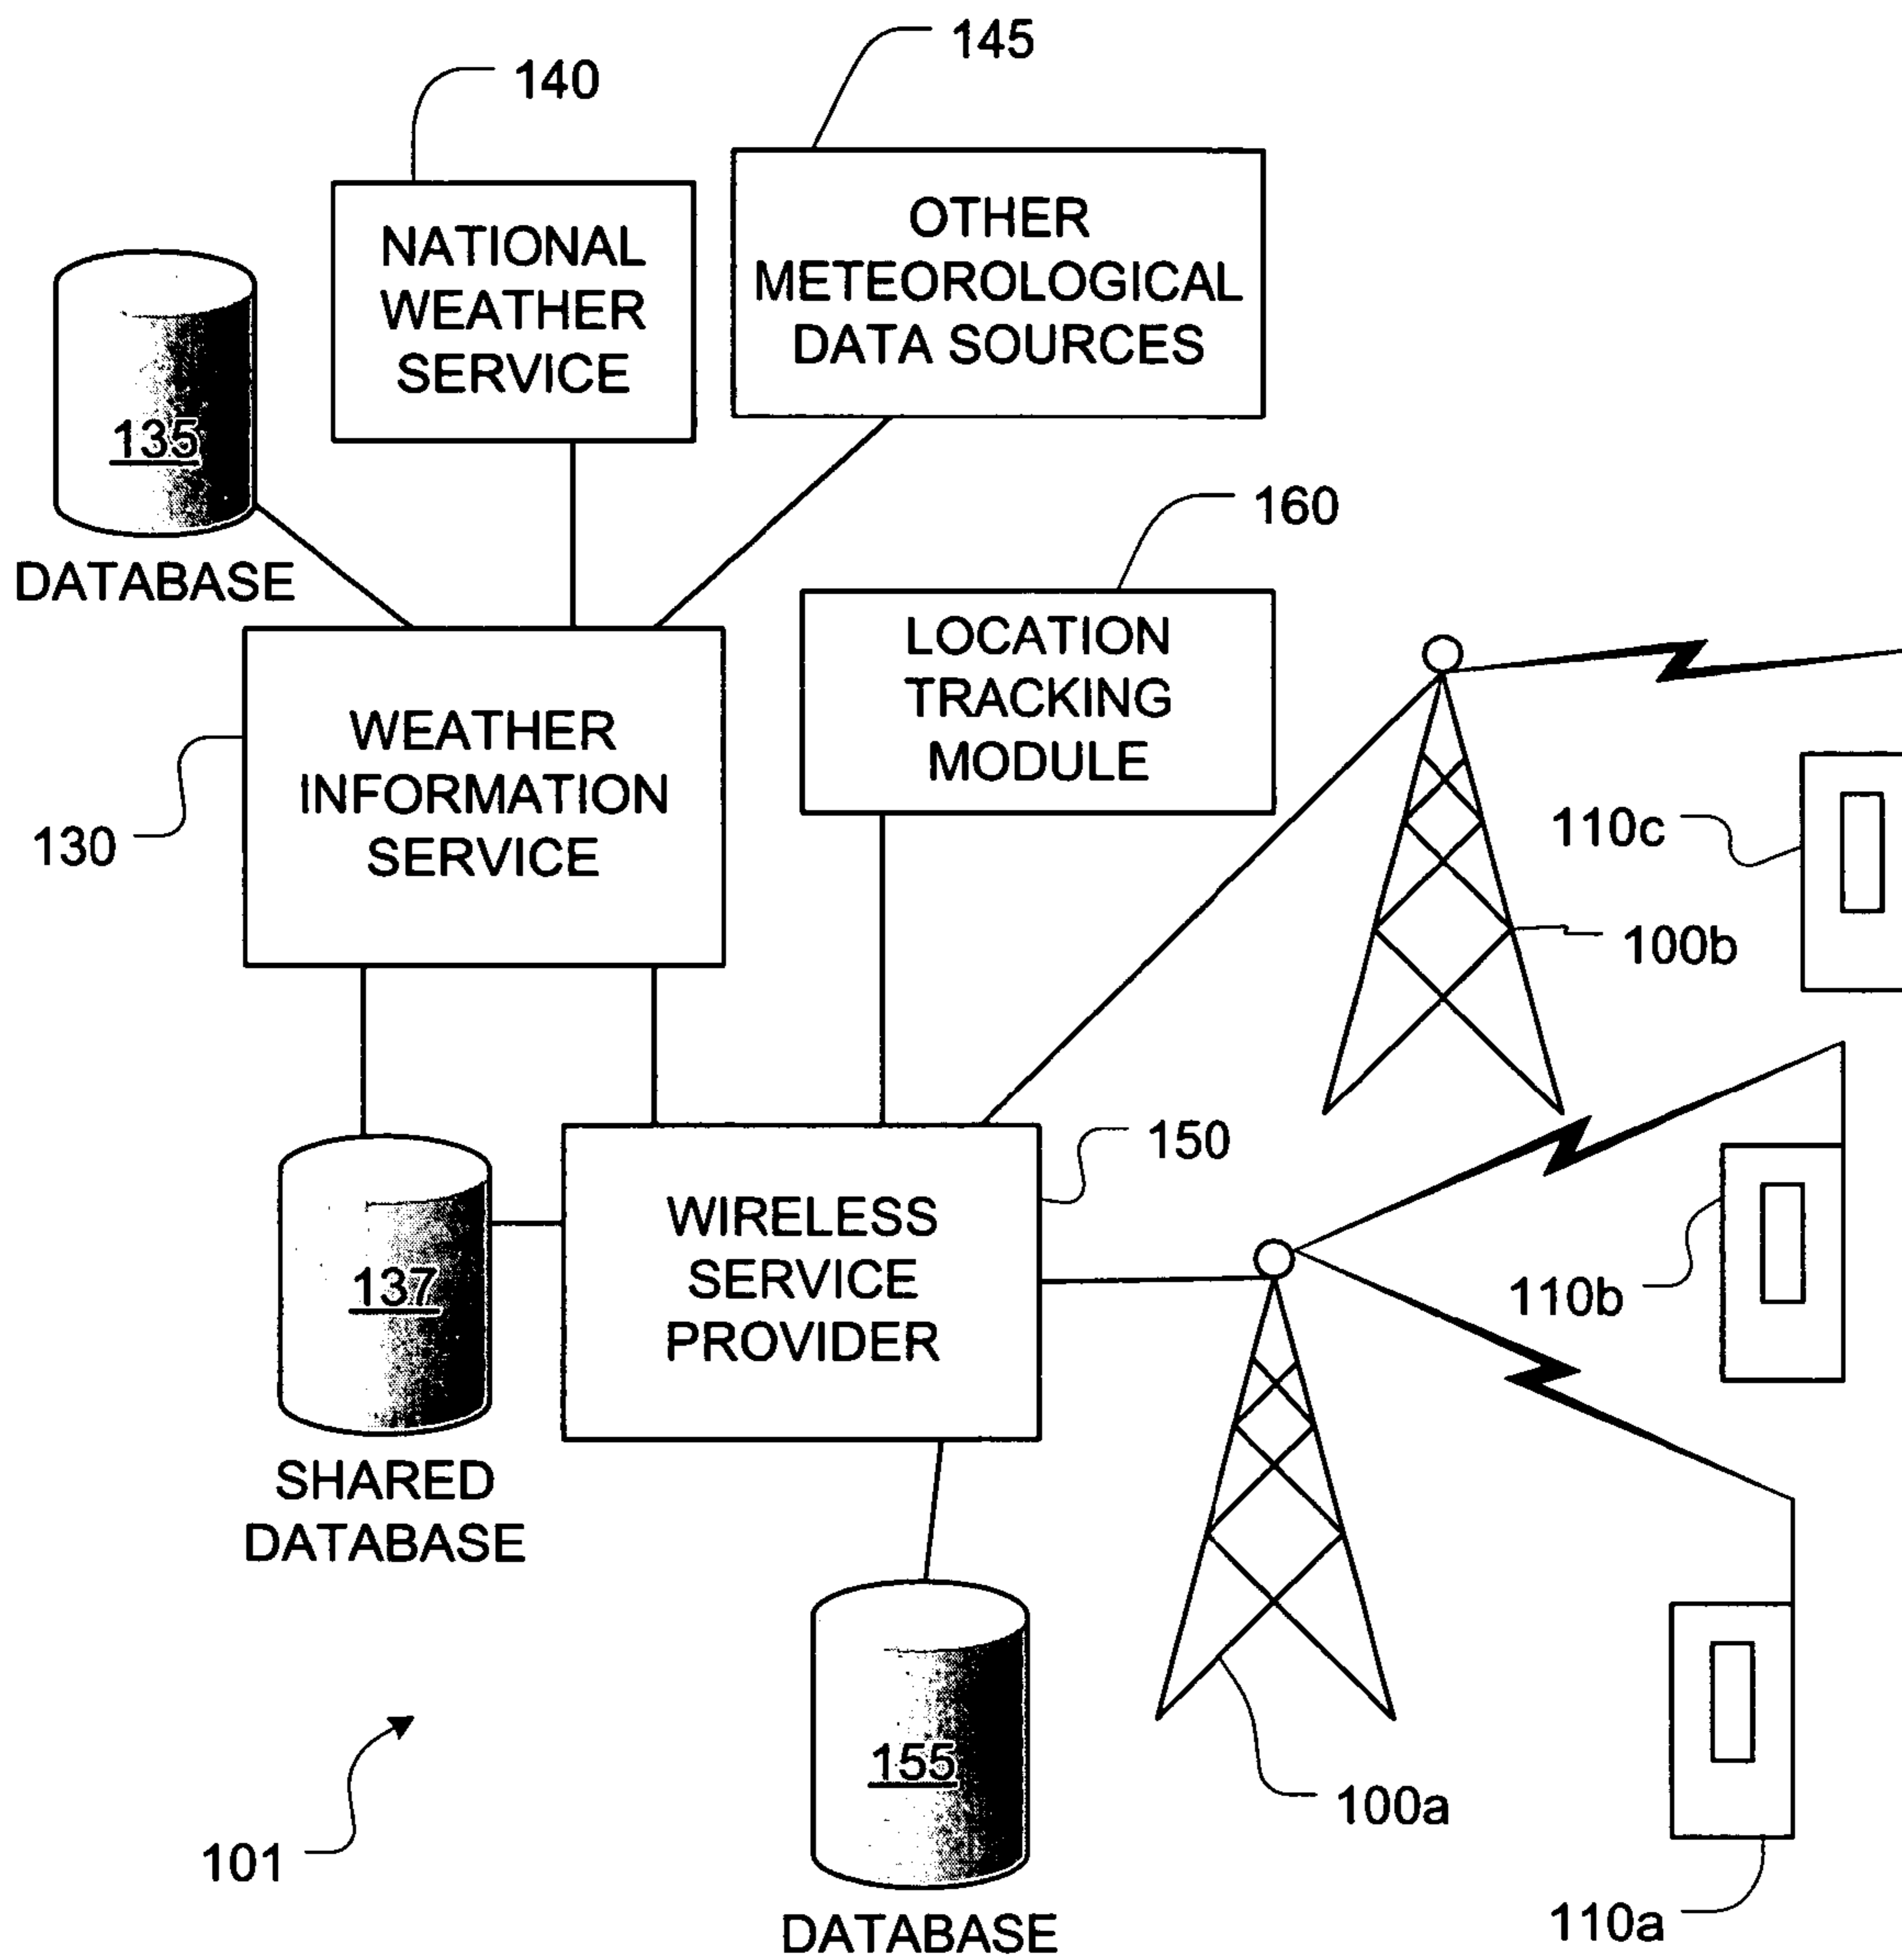 145
140
OTHER
METEOROLOGICAL
DATA SOURCES
NATIONAL
WEATHER
SERVICE
135
DATABASE
160
LOCATION
TRACKING
MODULE
WEATHER
INFORMATION
SERVICE
130
110c
100b
150
WIRELESS
SERVICE
PROVIDER
137
SHARED
DATABASE
110b
155
DATABASE
100a
101
110a